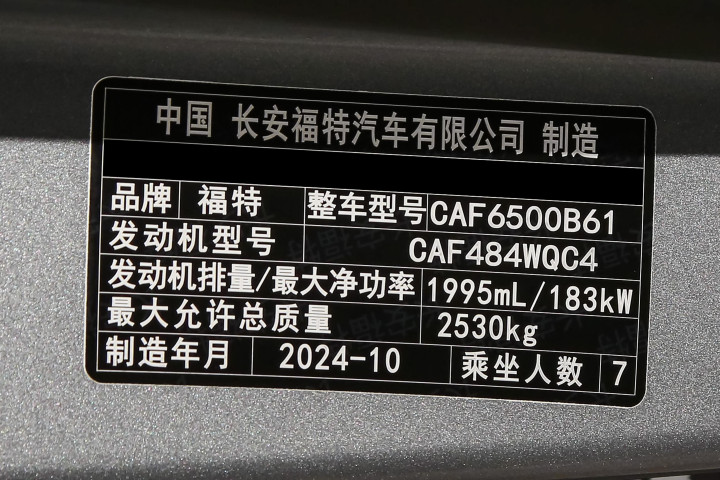 中国 长安福特汽车有限公司 制造
品牌 福特 整车型号 CAF6500B61
发动机型号 CAF484WQC4
发动机排量/最大净功率 1995mL/183kW
最大允许总质量 2530kg
制造年月 2024-10 乘坐人数 7